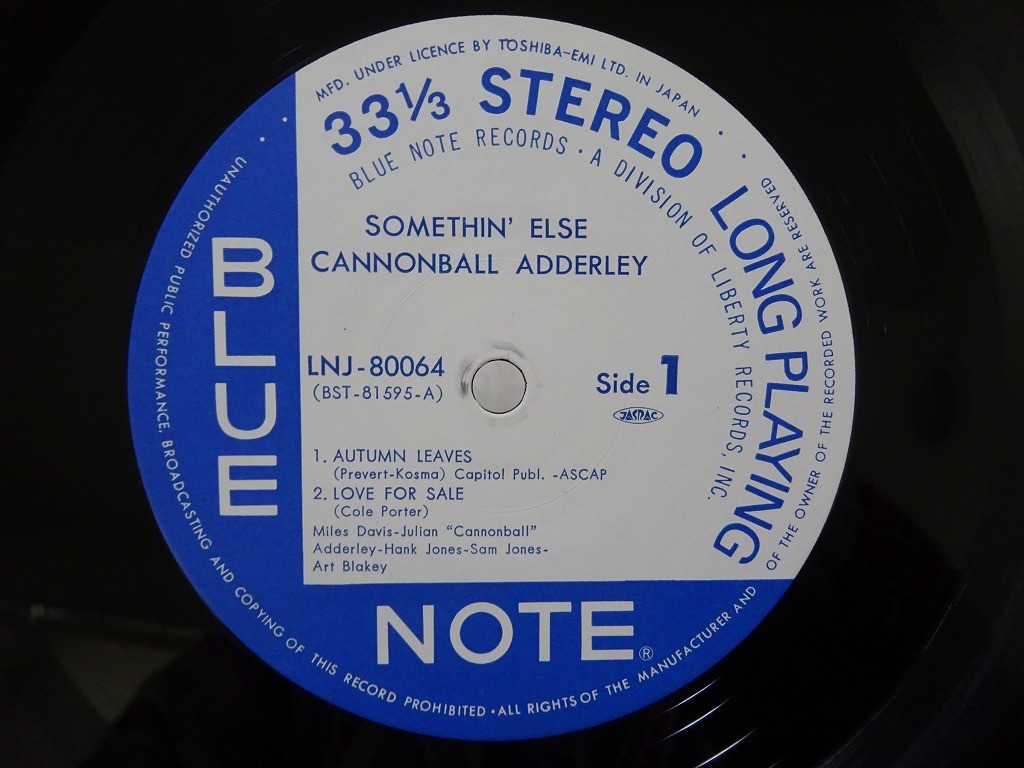 MFD. UNDER LICENCE BY TOSHIBA-EMI LTD. IN JAPAN
33⅓ STEREO LONG PLAYING
BLUE NOTE RECORDS · A DIVISION OF LIBERTY RECORDS, INC.
SOMETHIN' ELSE
CANNONBALL ADDERLEY
LNJ-80064
(BST-81595-A)
Side 1
JASRAC
1. AUTUMN LEAVES
(Prevert-Kosma) Capitol Publ. -ASCAP
2. LOVE FOR SALE
(Cole Porter)
Miles Davis-Julian "Cannonball"
Adderley-Hank Jones-Sam Jones-
Art Blakey
BLUE
NOTE®
UNAUTHORIZED PUBLIC PERFORMANCE, BROADCASTING AND COPYING OF THIS RECORD PROHIBITED · ALL RIGHTS OF THE MANUFACTURER AND OF THE OWNER OF THE RECORDED WORK ARE RESERVED